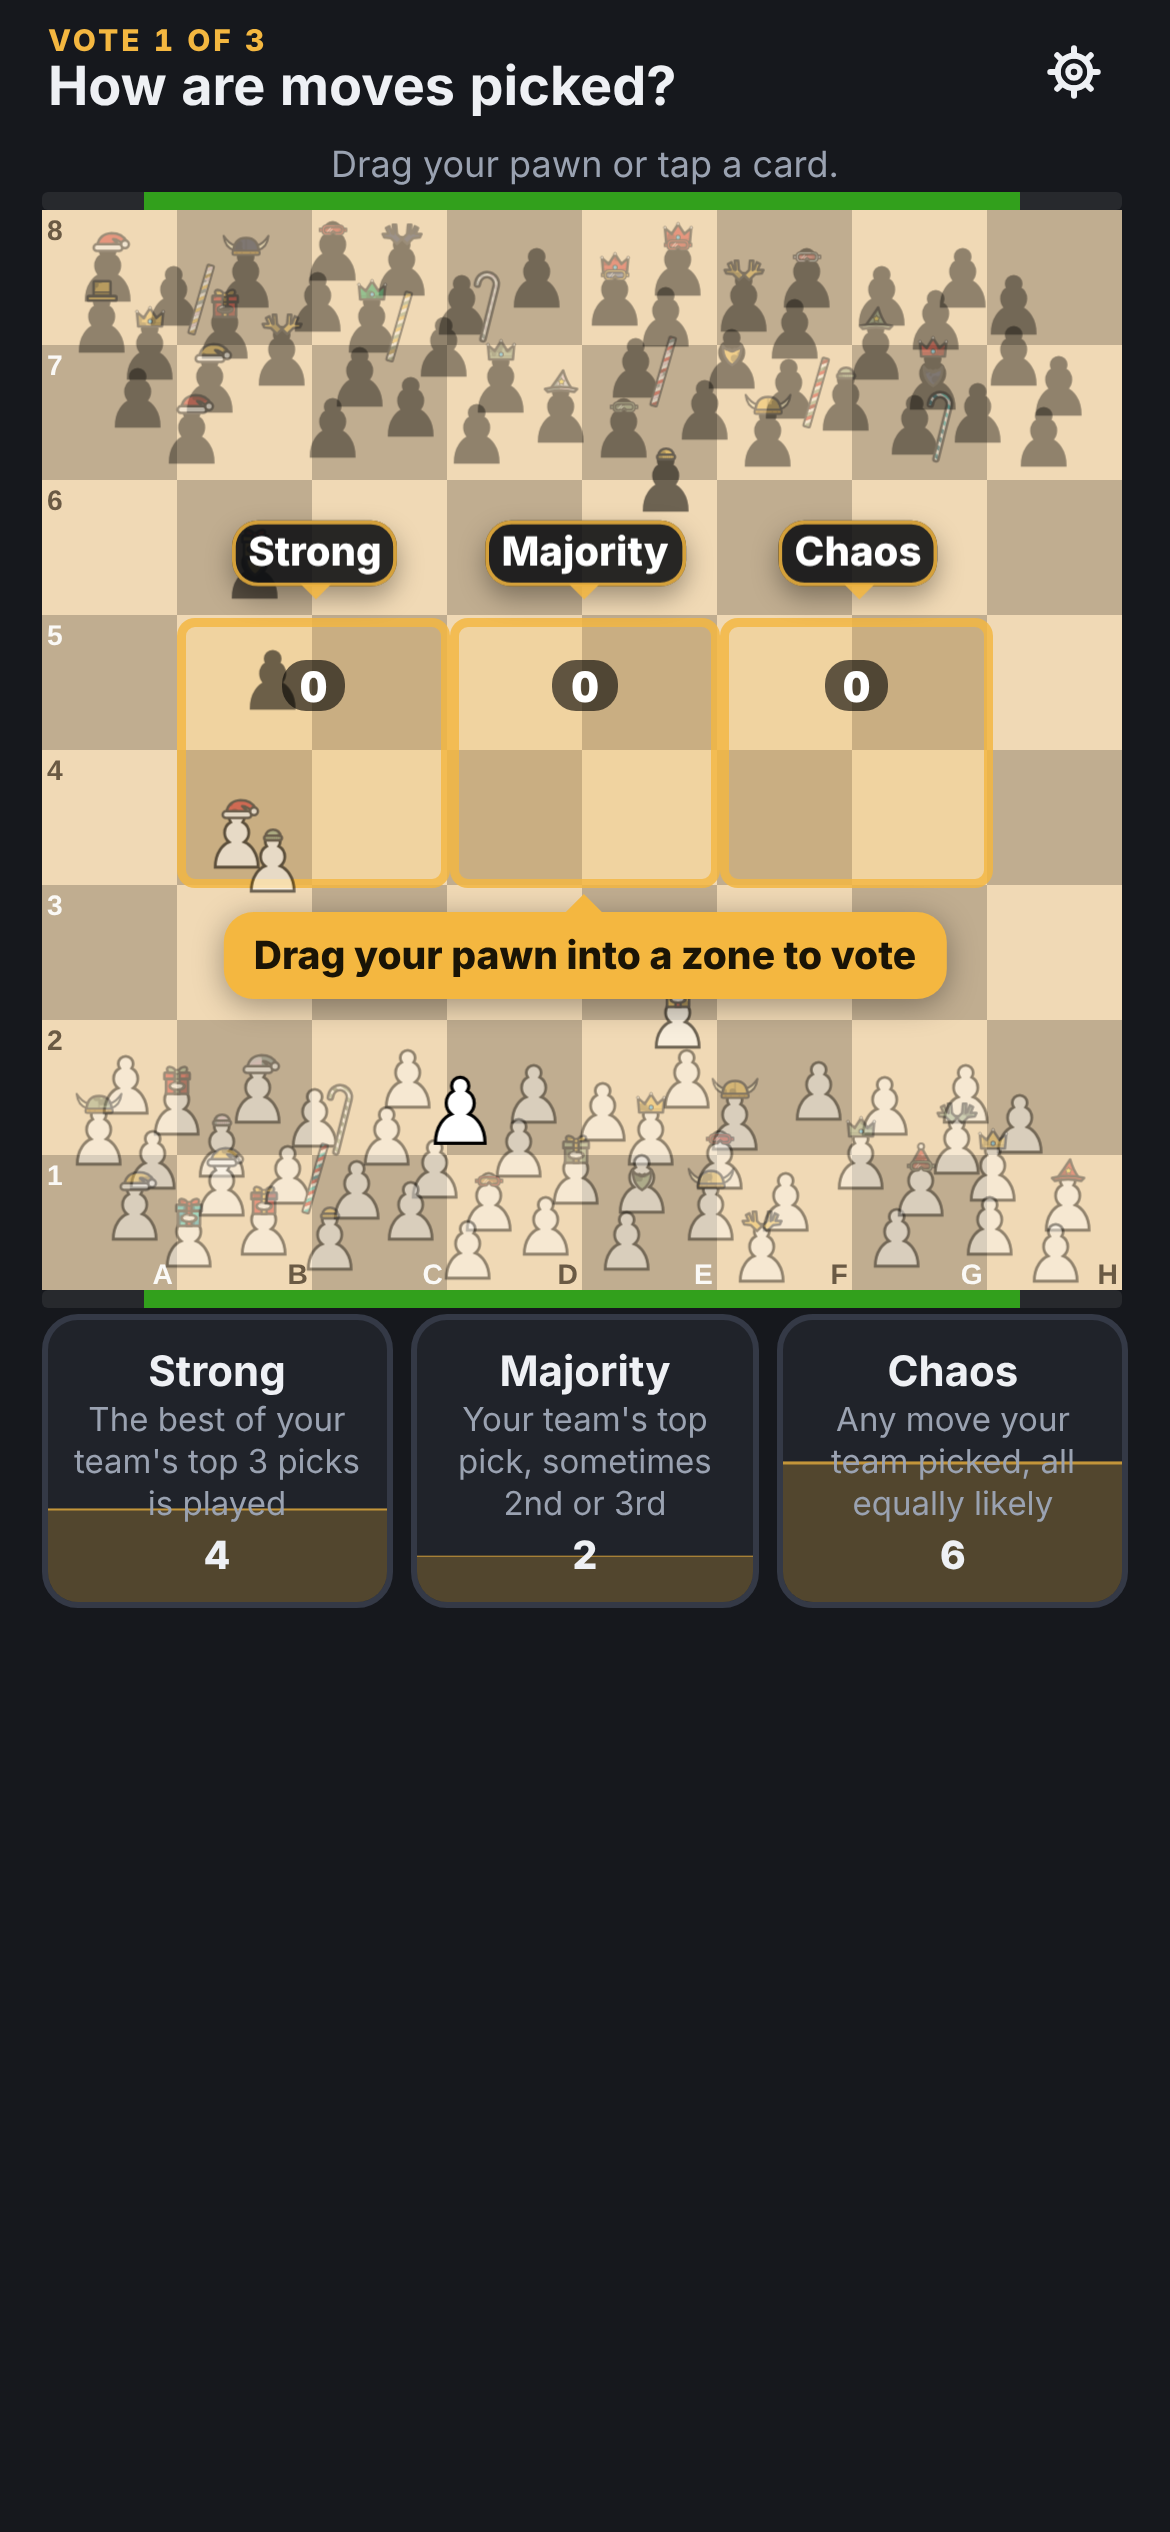 VOTE 1 OF 3
How are moves picked?
Drag your pawn or tap a card.
8
7
6
Strong Majority Chaos
5
0 0 0
4
3
Drag your pawn into a zone to vote
2
1
A B C D E F G H
Strong
The best of your
team's top 3 picks
is played
4
Majority
Your team's top
pick, sometimes
2nd or 3rd
2
Chaos
Any move your
team picked, all
equally likely
6